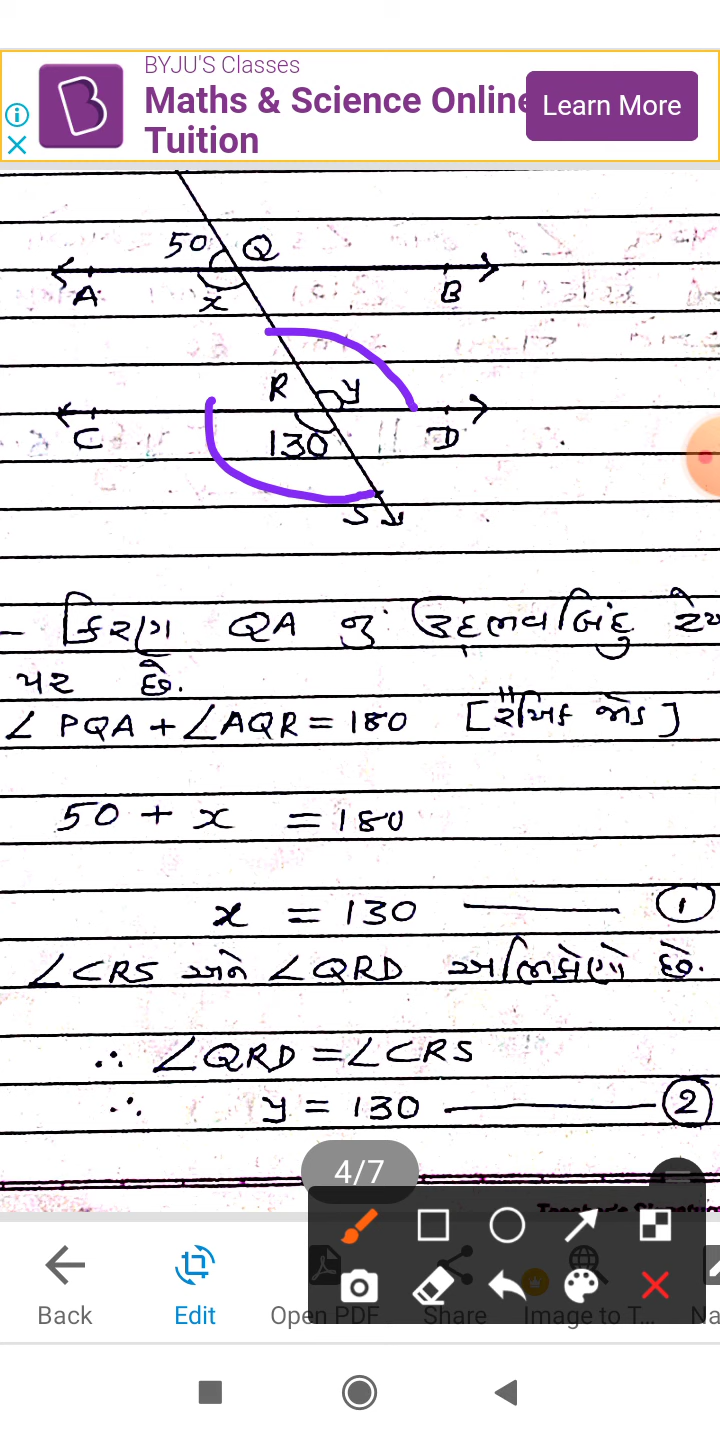 BYJU'S Classes
Maths & Science Online
Tuition
Learn More
50 Q
A x B
R y
C 130 D
S
- કિરણ QA નું ઉદ્દભવબિંદુ
પર છે.
∠ PQA + ∠AQR = 180 [રૈખિક જોડ]
50 + x = 180
x = 130 ——— ①
∠CRS અને ∠QRD અભિકોણો છે.
∴ ∠QRD = ∠CRS
∴ y = 130 ——— ②
4/7
Back Edit Open PDF Share Image to T...